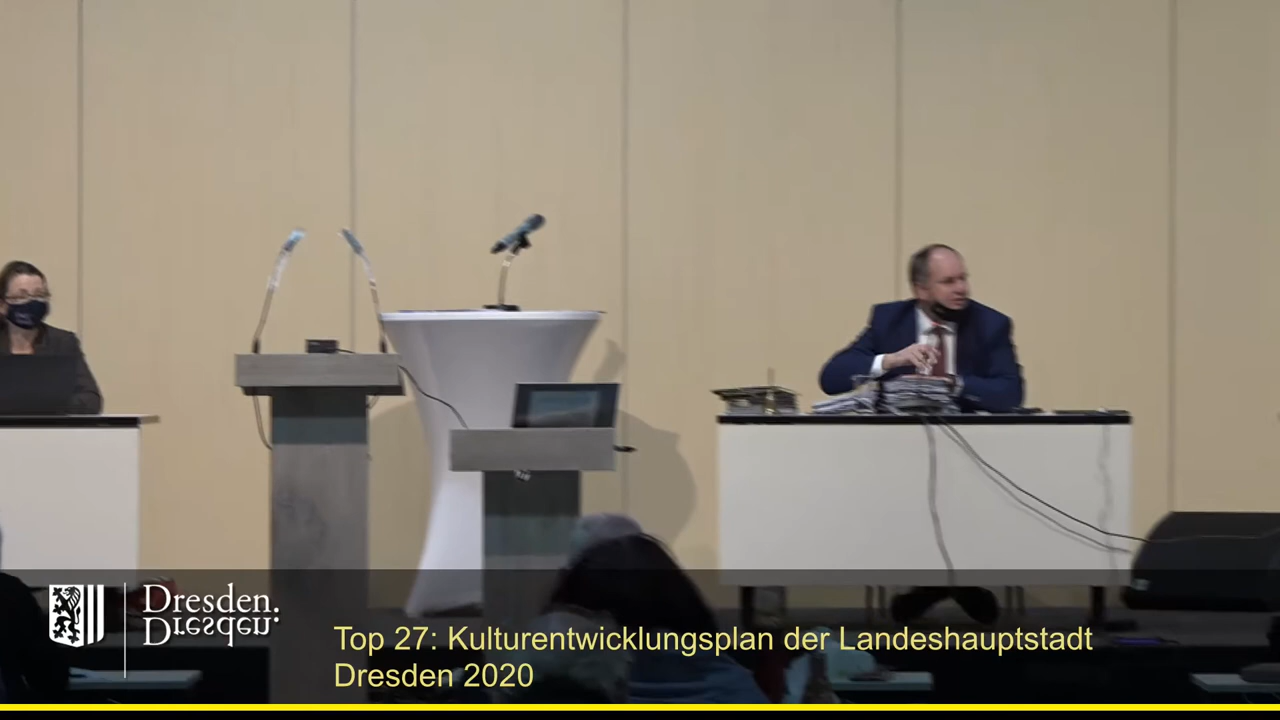 Dresden.
Dresden.
Top 27: Kulturentwicklungsplan der Landeshauptstadt
Dresden 2020